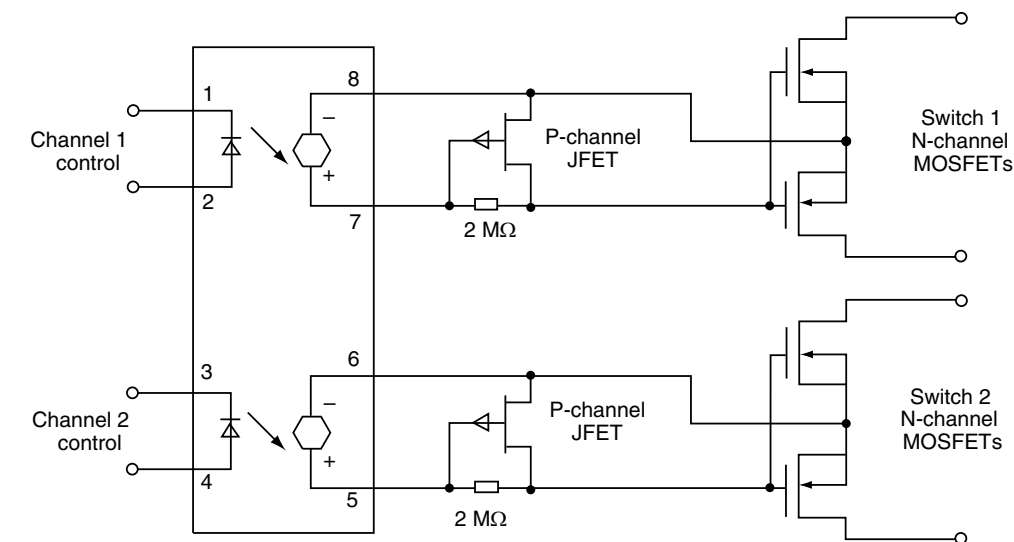 1
8
Channel 1
control
–
+
2
7
P-channel
JFET
2 MΩ
Switch 1
N-channel
MOSFETs
3
6
Channel 2
control
–
+
4
5
P-channel
JFET
2 MΩ
Switch 2
N-channel
MOSFETs